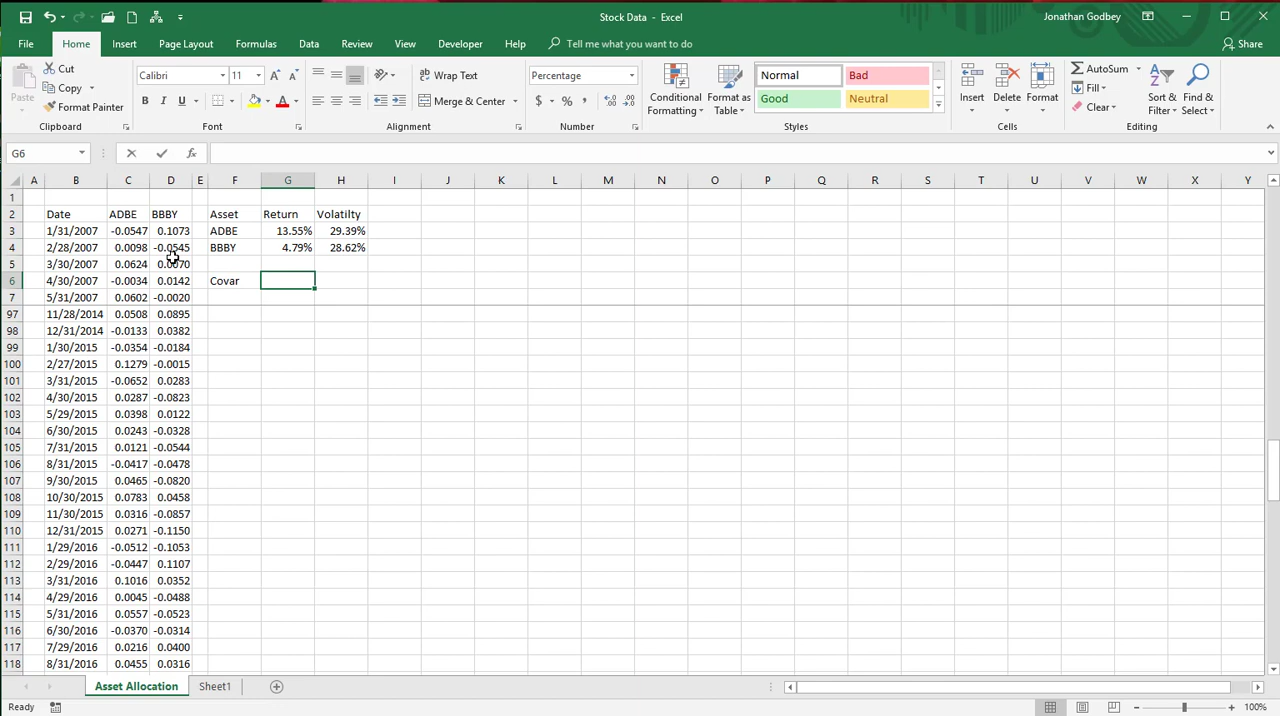 Stock Data - Excel
Jonathan Godbey
File Home Insert Page Layout Formulas Data Review View Developer Help Tell me what you want to do Share
Paste Cut Copy Format Painter
Calibri 11 B I U A A A
Wrap Text Merge & Center
Percentage $ % ,
Conditional Formatting Format as Table Normal Bad Good Neutral
Insert Delete Format
AutoSum Fill Clear Sort & Filter Find & Select
Clipboard Font Alignment Number Styles Cells Editing
G6 fx
A B C D E F G H I J K L M N O P Q R S T U V W X Y
1
2 Date ADBE BBBY Asset Return Volatilty
3 1/31/2007 -0.0547 0.1073 ADBE 13.55% 29.39%
4 2/28/2007 0.0098 -0.0545 BBBY 4.79% 28.62%
5 3/30/2007 0.0624 0.0070
6 4/30/2007 -0.0034 0.0142 Covar
7 5/31/2007 0.0602 -0.0020
97 11/28/2014 0.0508 0.0895
98 12/31/2014 -0.0133 0.0382
99 1/30/2015 -0.0354 -0.0184
100 2/27/2015 0.1279 -0.0015
101 3/31/2015 -0.0652 0.0283
102 4/30/2015 0.0287 -0.0823
103 5/29/2015 0.0398 0.0122
104 6/30/2015 0.0243 -0.0328
105 7/31/2015 0.0121 -0.0544
106 8/31/2015 -0.0417 -0.0478
107 9/30/2015 0.0465 -0.0820
108 10/30/2015 0.0783 0.0458
109 11/30/2015 0.0316 -0.0857
110 12/31/2015 0.0271 -0.1150
111 1/29/2016 -0.0512 -0.1053
112 2/29/2016 -0.0447 0.1107
113 3/31/2016 0.1016 0.0352
114 4/29/2016 0.0045 -0.0488
115 5/31/2016 0.0557 -0.0523
116 6/30/2016 -0.0370 -0.0314
117 7/29/2016 0.0216 0.0400
118 8/31/2016 0.0455 0.0316
Asset Allocation Sheet1
Ready 100%